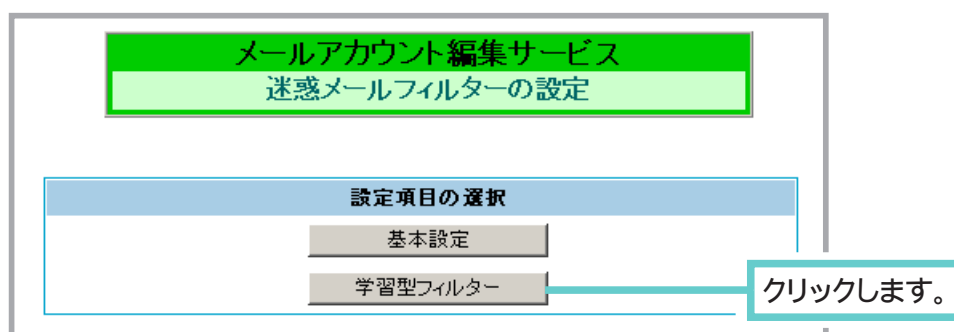 メールアカウント編集サービス
迷惑メールフィルターの設定
設定項目の選択
基本設定
学習型フィルター
クリックします。